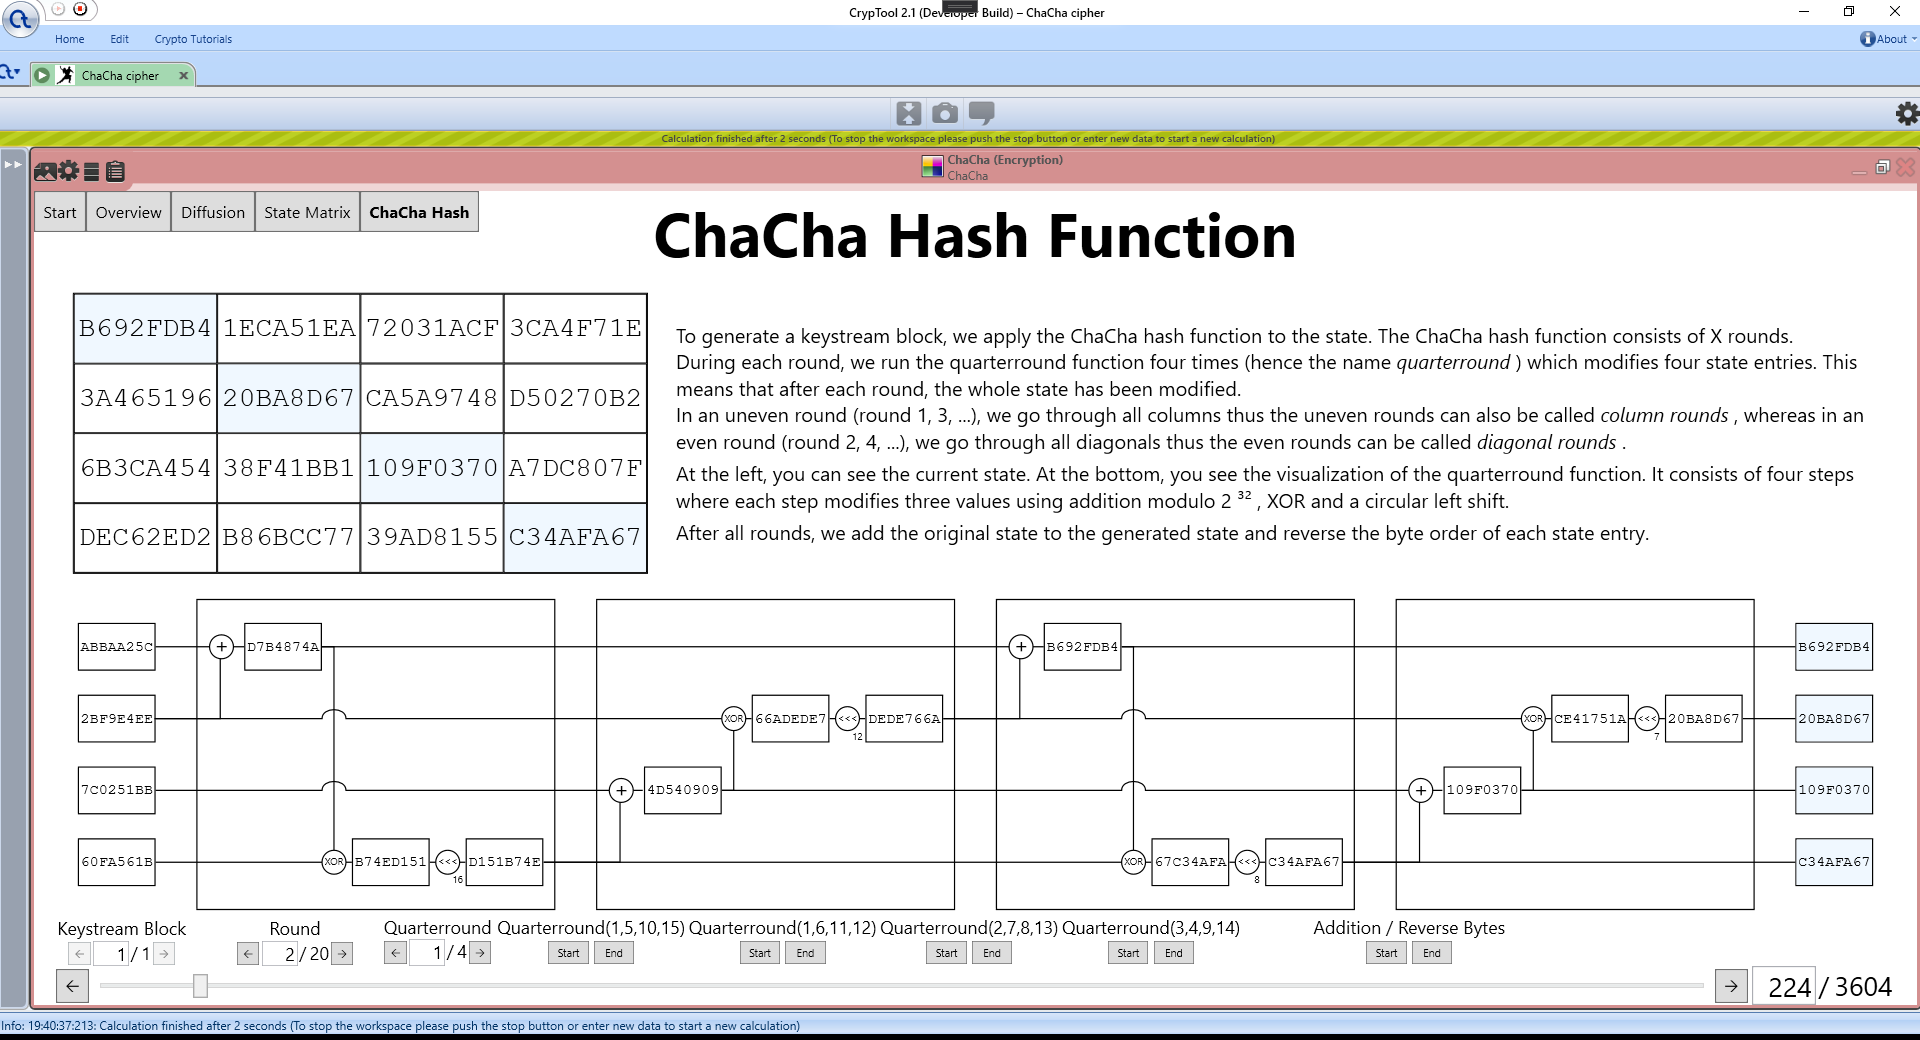 CrypTool 2.1 (Developer Build) – ChaCha cipher
Home Edit Crypto Tutorials
About
ChaCha cipher
Calculation finished after 2 seconds (To stop the workspace please push the stop button or enter new data to start a new calculation)
ChaCha (Encryption)
ChaCha
Start Overview Diffusion State Matrix ChaCha Hash
ChaCha Hash Function
B692FDB4 1ECA51EA 72031ACF 3CA4F71E
3A465196 20BA8D67 CA5A9748 D50270B2
6B3CA454 38F41BB1 109F0370 A7DC807F
DEC62ED2 B86BCC77 39AD8155 C34AFA67
To generate a keystream block, we apply the ChaCha hash function to the state. The ChaCha hash function consists of X rounds.
During each round, we run the quarterround function four times (hence the name quarterround ) which modifies four state entries. This
means that after each round, the whole state has been modified.
In an uneven round (round 1, 3, ...), we go through all columns thus the uneven rounds can also be called column rounds , whereas in an
even round (round 2, 4, ...), we go through all diagonals thus the even rounds can be called diagonal rounds .
At the left, you can see the current state. At the bottom, you see the visualization of the quarterround function. It consists of four steps
where each step modifies three values using addition modulo 2 ³² , XOR and a circular left shift.
After all rounds, we add the original state to the generated state and reverse the byte order of each state entry.
ABBAA25C + D7B4874A + B692FDB4 B692FDB4
2BF9E4EE XOR 66ADEDE7 <<< 12 DEDE766A XOR CE41751A <<< 7 20BA8D67 20BA8D67
7C0251BB + 4D540909 + 109F0370 109F0370
60FA561B XOR B74ED151 <<< 16 D151B74E XOR 67C34AFA <<< 8 C34AFA67 C34AFA67
Keystream Block Round Quarterround Quarterround(1,5,10,15) Quarterround(1,6,11,12) Quarterround(2,7,8,13) Quarterround(3,4,9,14) Addition / Reverse Bytes
← 1 / 1 → ← 2 / 20 → ← 1 / 4 → Start End Start End Start End Start End Start End
← → 224 / 3604
Info: 19:40:37:213: Calculation finished after 2 seconds (To stop the workspace please push the stop button or enter new data to start a new calculation)